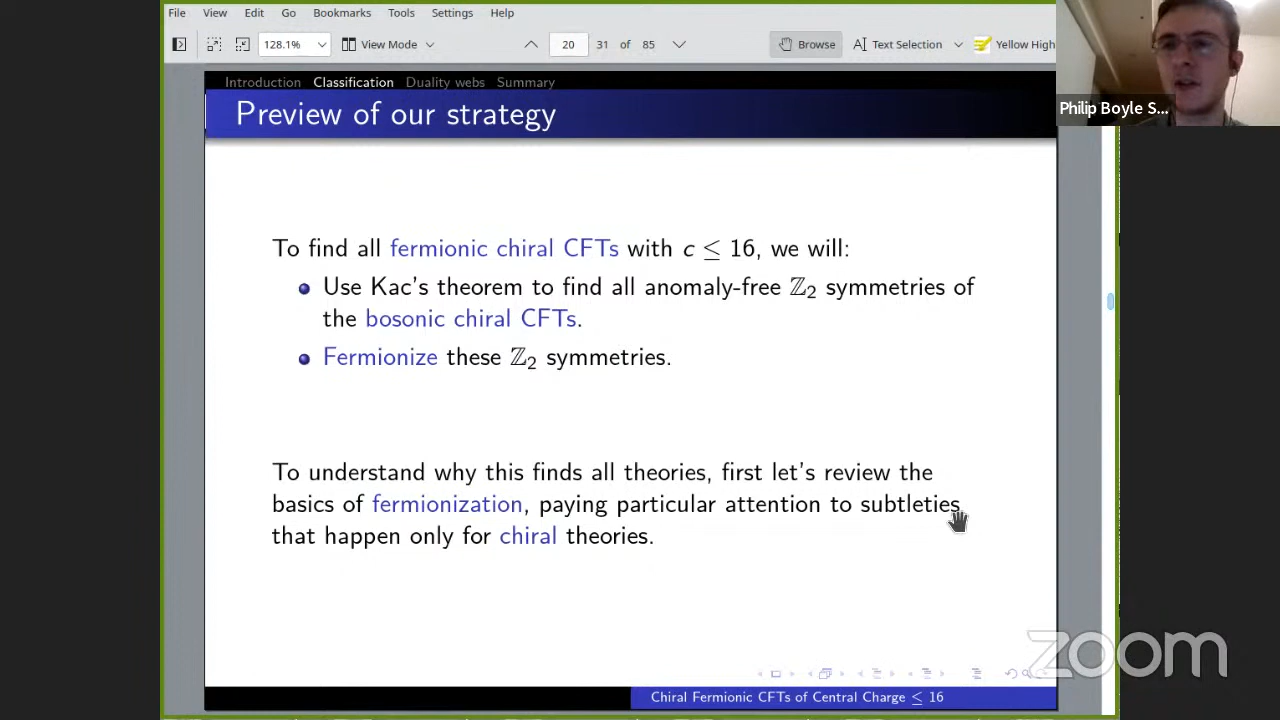 File View Edit Go Bookmarks Tools Settings Help
128.1% View Mode 20 31 of 85 Browse Text Selection Yellow High
Philip Boyle S...
Introduction Classification Duality webs Summary
Preview of our strategy
To find all fermionic chiral CFTs with c ≤ 16, we will:
Use Kac's theorem to find all anomaly-free ℤ₂ symmetries of
the bosonic chiral CFTs.
Fermionize these ℤ₂ symmetries.
To understand why this finds all theories, first let's review the
basics of fermionization, paying particular attention to subtleties
that happen only for chiral theories.
zoom
Chiral Fermionic CFTs of Central Charge ≤ 16